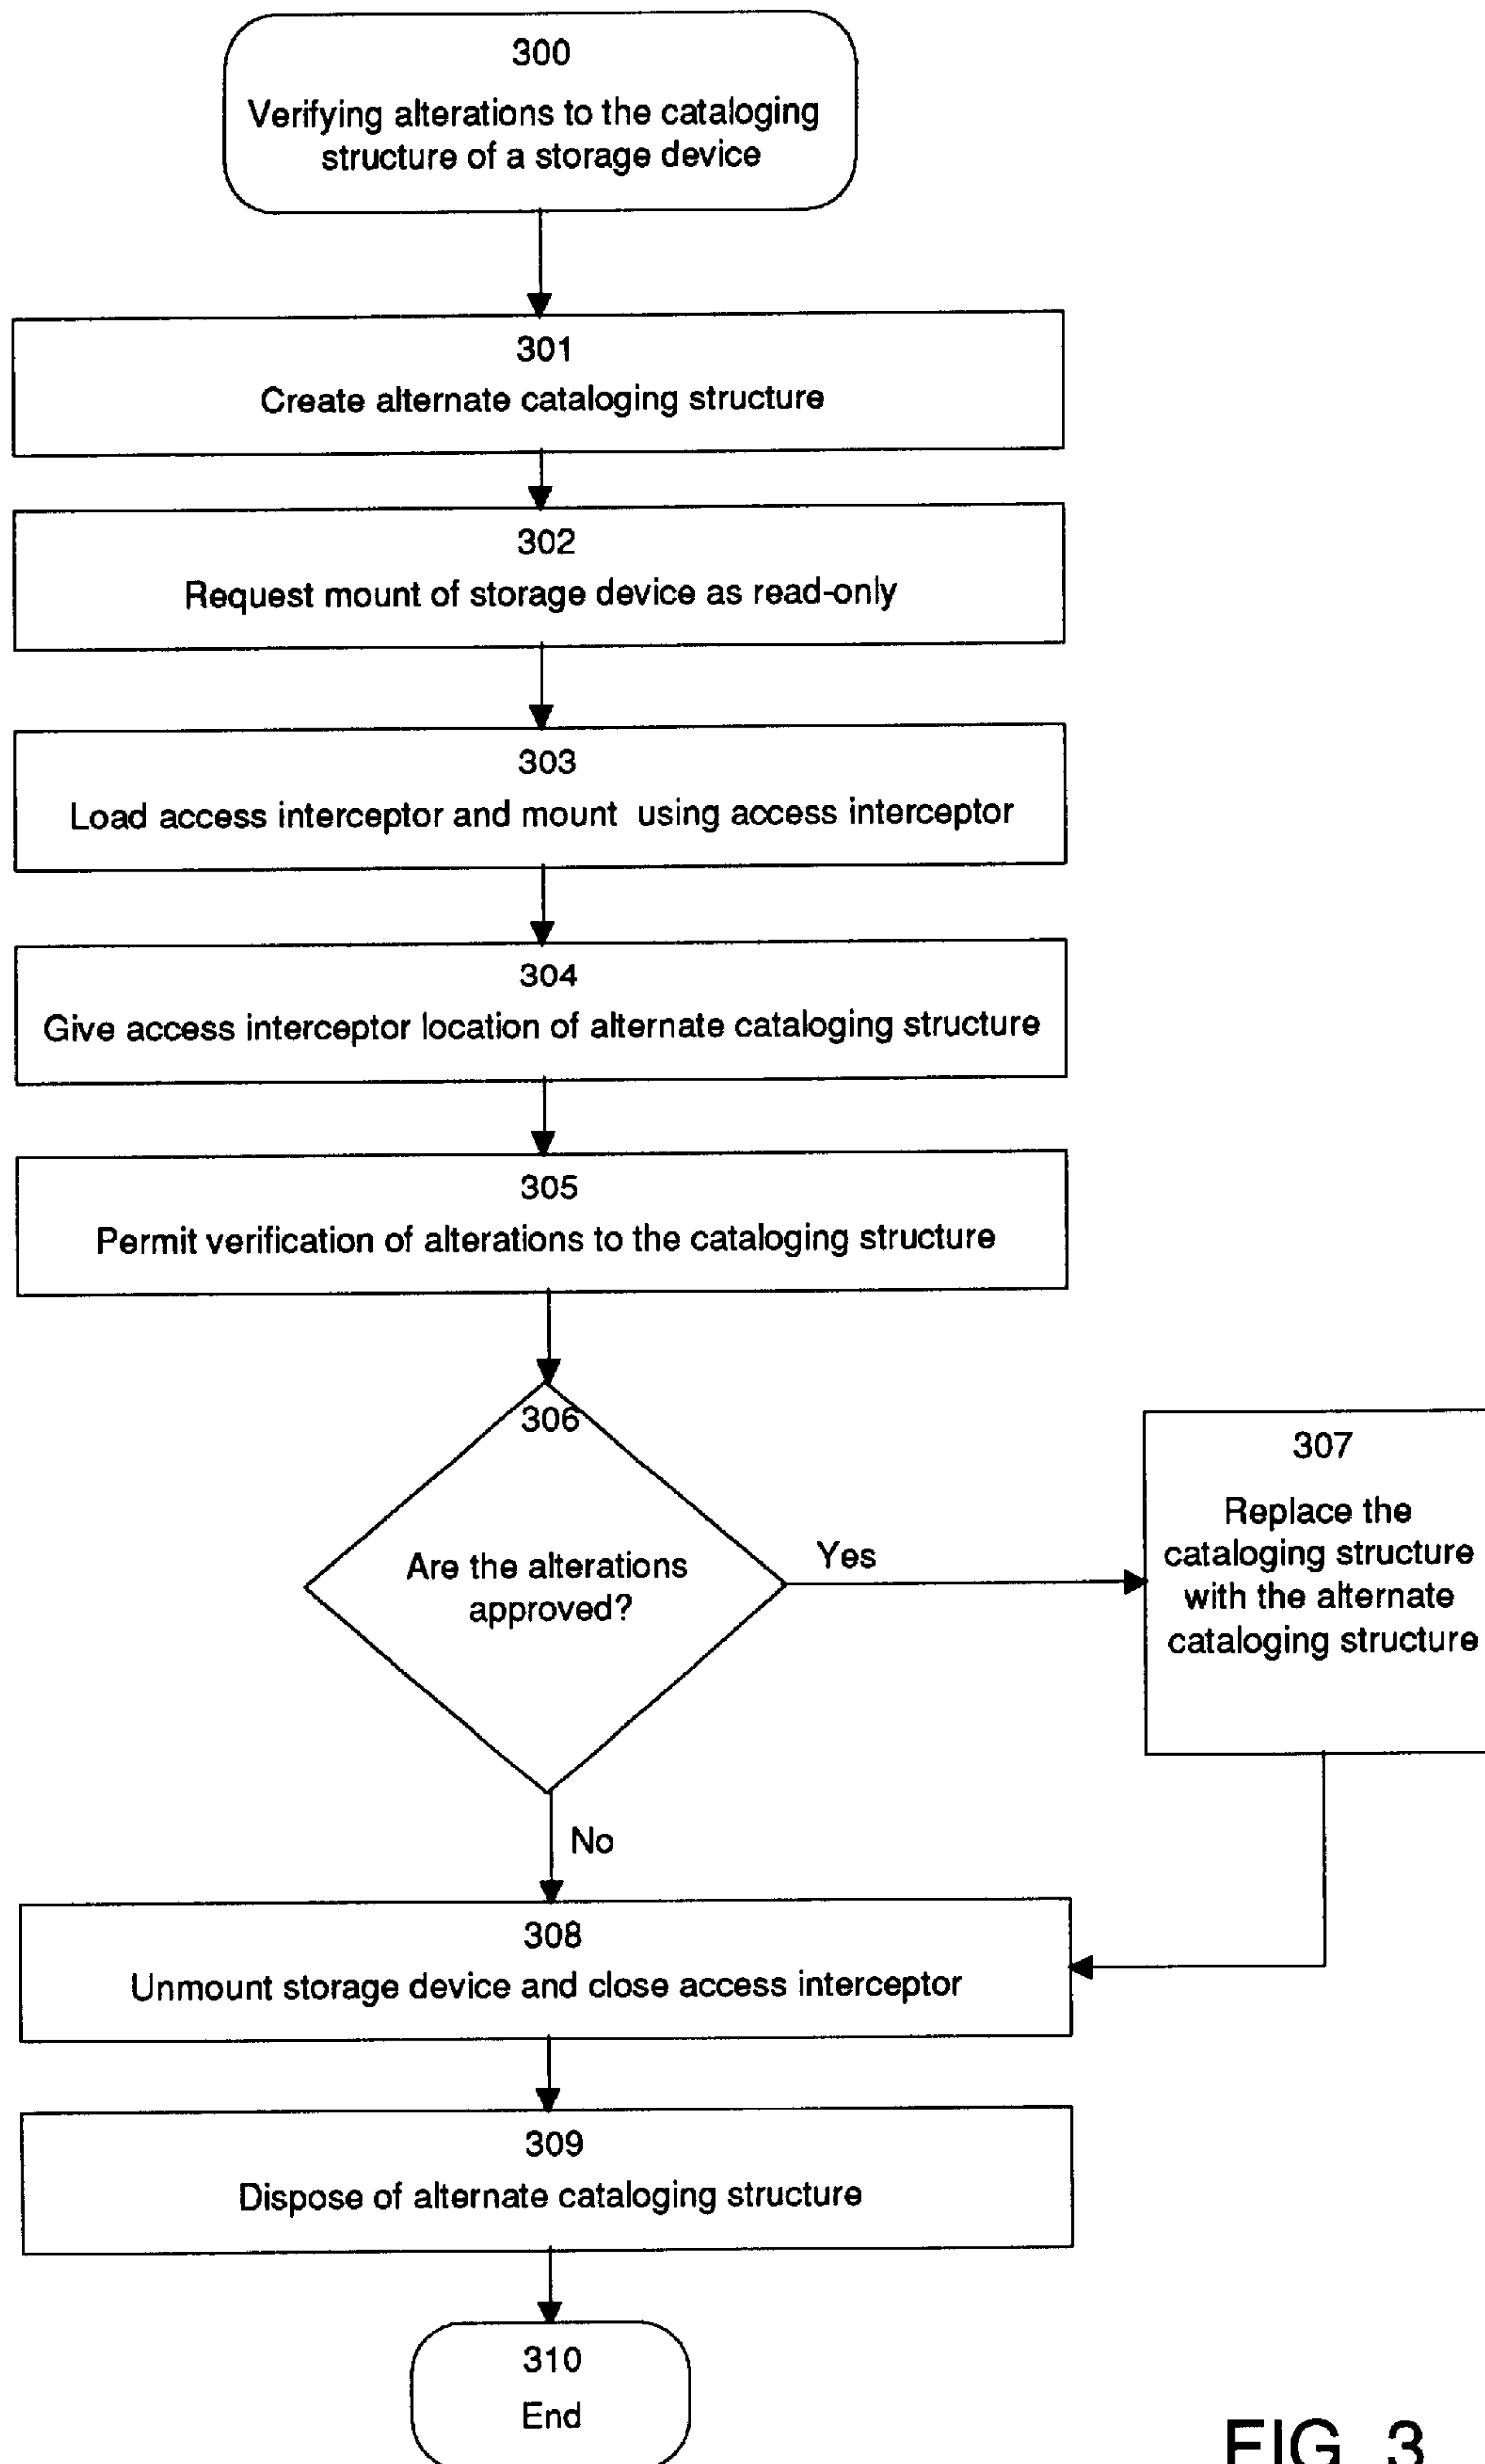 300
Verifying alterations to the cataloging
structure of a storage device
301
Create alternate cataloging structure
302
Request mount of storage device as read-only
303
Load access interceptor and mount using access interceptor
304
Give access interceptor location of alternate cataloging structure
305
Permit verification of alterations to the cataloging structure
306
Are the alterations
approved?
Yes
307
Replace the
cataloging structure
with the alternate
cataloging structure
No
308
Unmount storage device and close access interceptor
309
Dispose of alternate cataloging structure
310
End
FIG. 3